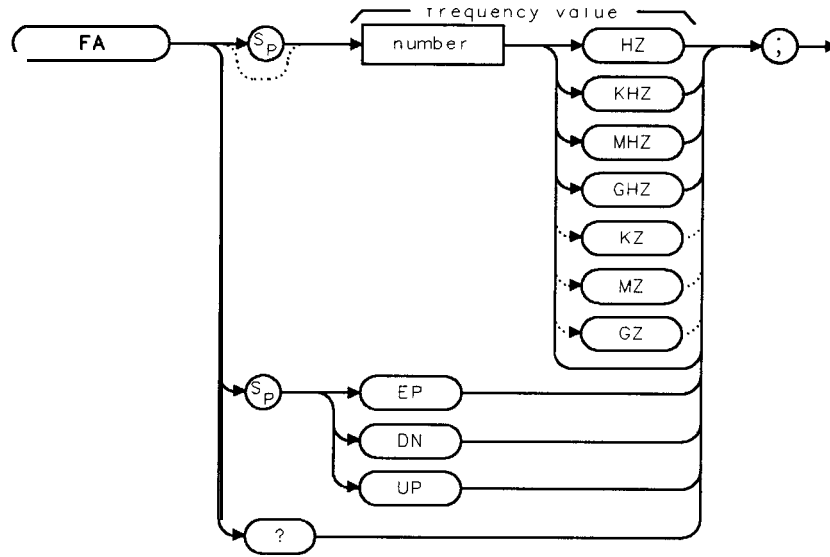 frequency value
FA
SP
number
HZ
;
KHZ
MHZ
GHZ
KZ
MZ
GZ
SP
EP
DN
UP
?